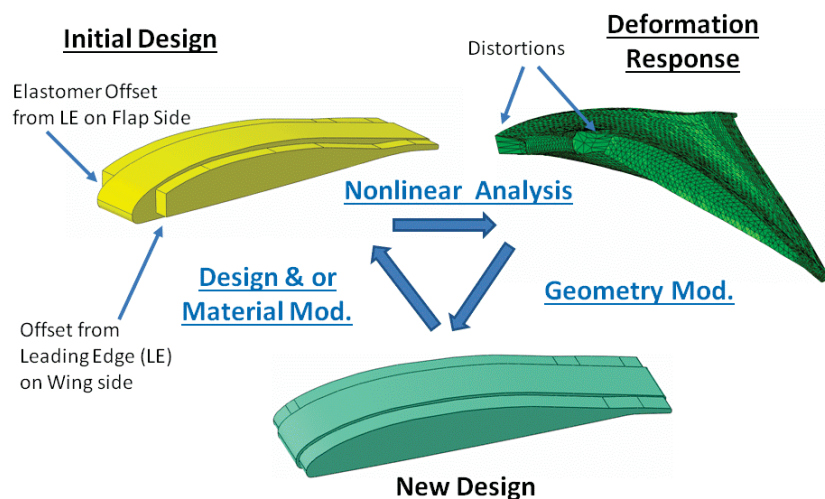 Initial Design
Deformation
Response
Distortions
Elastomer Offset
from LE on Flap Side
Nonlinear Analysis
Design & or
Material Mod.
Geometry Mod.
Offset from
Leading Edge (LE)
on Wing side
New Design